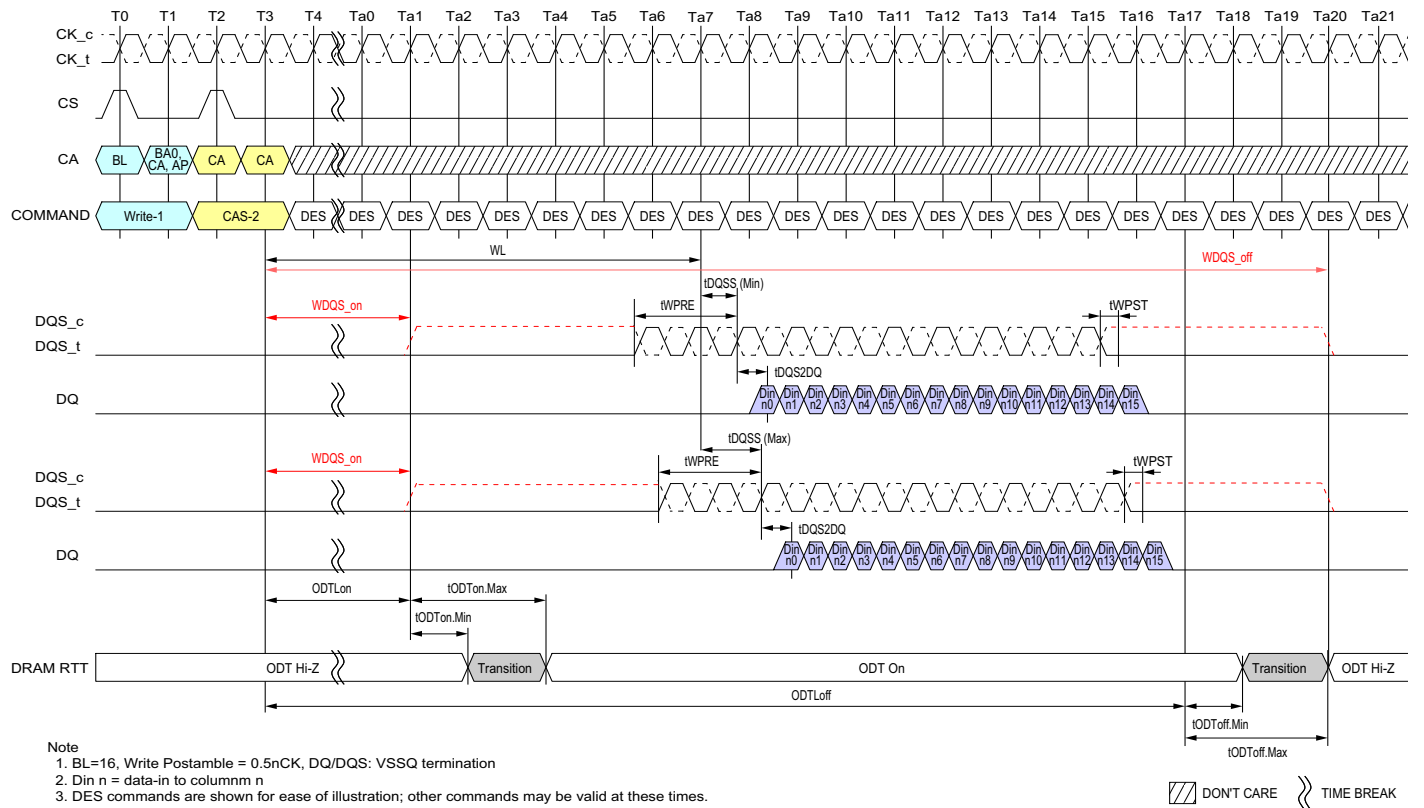 T0 T1 T2 T3 T4 Ta0 Ta1 Ta2 Ta3 Ta4 Ta5 Ta6 Ta7 Ta8 Ta9 Ta10 Ta11 Ta12 Ta13 Ta14 Ta15 Ta16 Ta17 Ta18 Ta19 Ta20 Ta21
CK_c
CK_t
CS
CA BL BA0, CA, AP CA CA
COMMAND Write-1 CAS-2 DES DES DES DES DES DES DES DES DES DES DES DES DES DES DES DES DES DES DES DES DES DES DES
WL
WDQS_off
tDQSS (Min)
WDQS_on tWPRE tWPST
DQS_c
DQS_t
tDQS2DQ
DQ Din n0 Din n1 Din n2 Din n3 Din n4 Din n5 Din n6 Din n7 Din n8 Din n9 Din n10 Din n11 Din n12 Din n13 Din n14 Din n15
tDQSS (Max)
WDQS_on tWPRE tWPST
DQS_c
DQS_t
tDQS2DQ
DQ Din n0 Din n1 Din n2 Din n3 Din n4 Din n5 Din n6 Din n7 Din n8 Din n9 Din n10 Din n11 Din n12 Din n13 Din n14 Din n15
ODTLon tODTon.Max
tODTon.Min
DRAM RTT ODT Hi-Z Transition ODT On Transition ODT Hi-Z
ODTLoff
tODToff.Min
tODToff.Max
Note
1. BL=16, Write Postamble = 0.5nCK, DQ/DQS: VSSQ termination
2. Din n = data-in to columnm n
3. DES commands are shown for ease of illustration; other commands may be valid at these times.
DON'T CARE TIME BREAK